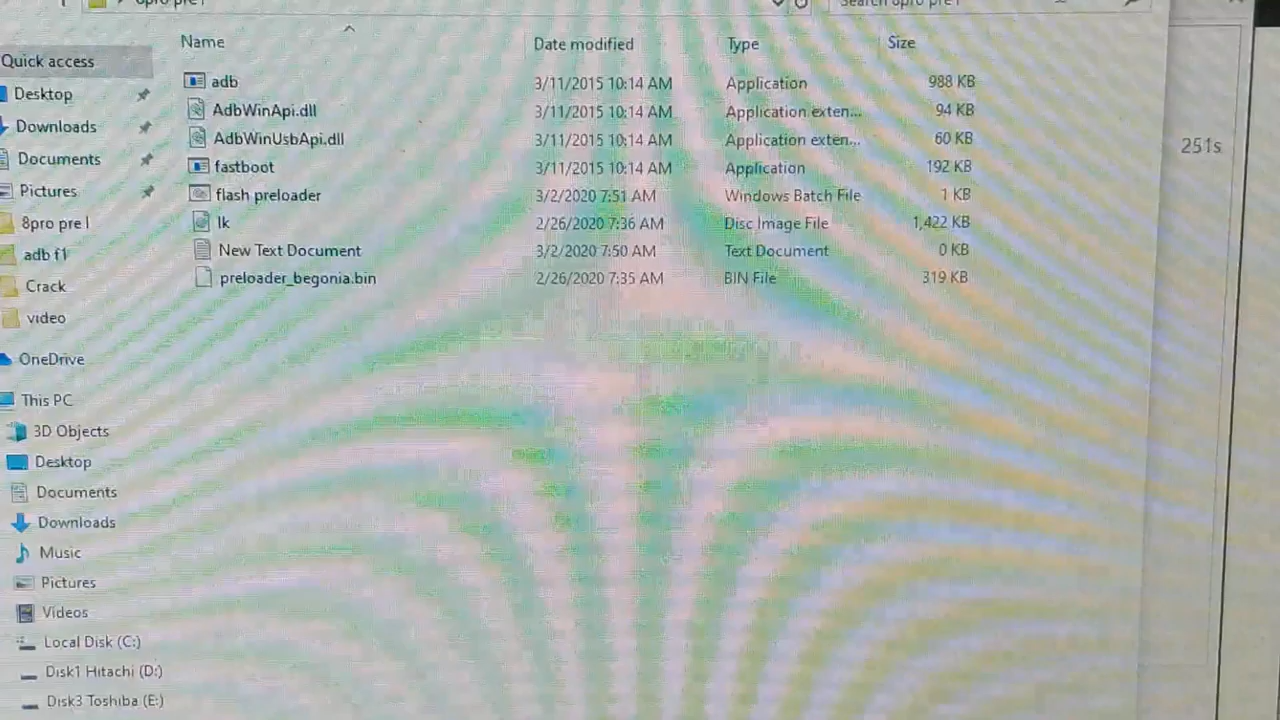 Name Date modified Type Size
Quick access
adb 3/11/2015 10:14 AM Application 988 KB
Desktop
AdbWinApi.dll 3/11/2015 10:14 AM Application exten... 94 KB
Downloads
AdbWinUsbApi.dll 3/11/2015 10:14 AM Application exten... 60 KB
251s
Documents
fastboot 3/11/2015 10:14 AM Application 192 KB
Pictures
flash preloader 3/2/2020 7:51 AM Windows Batch File 1 KB
8pro pre l
lk 2/26/2020 7:36 AM Disc Image File 1,422 KB
adb f1
New Text Document 3/2/2020 7:50 AM Text Document 0 KB
Crack
preloader_begonia.bin 2/26/2020 7:35 AM BIN File 319 KB
video
OneDrive
This PC
3D Objects
Desktop
Documents
Downloads
Music
Pictures
Videos
Local Disk (C:)
Disk1 Hitachi (D:)
Disk3 Toshiba (E:)